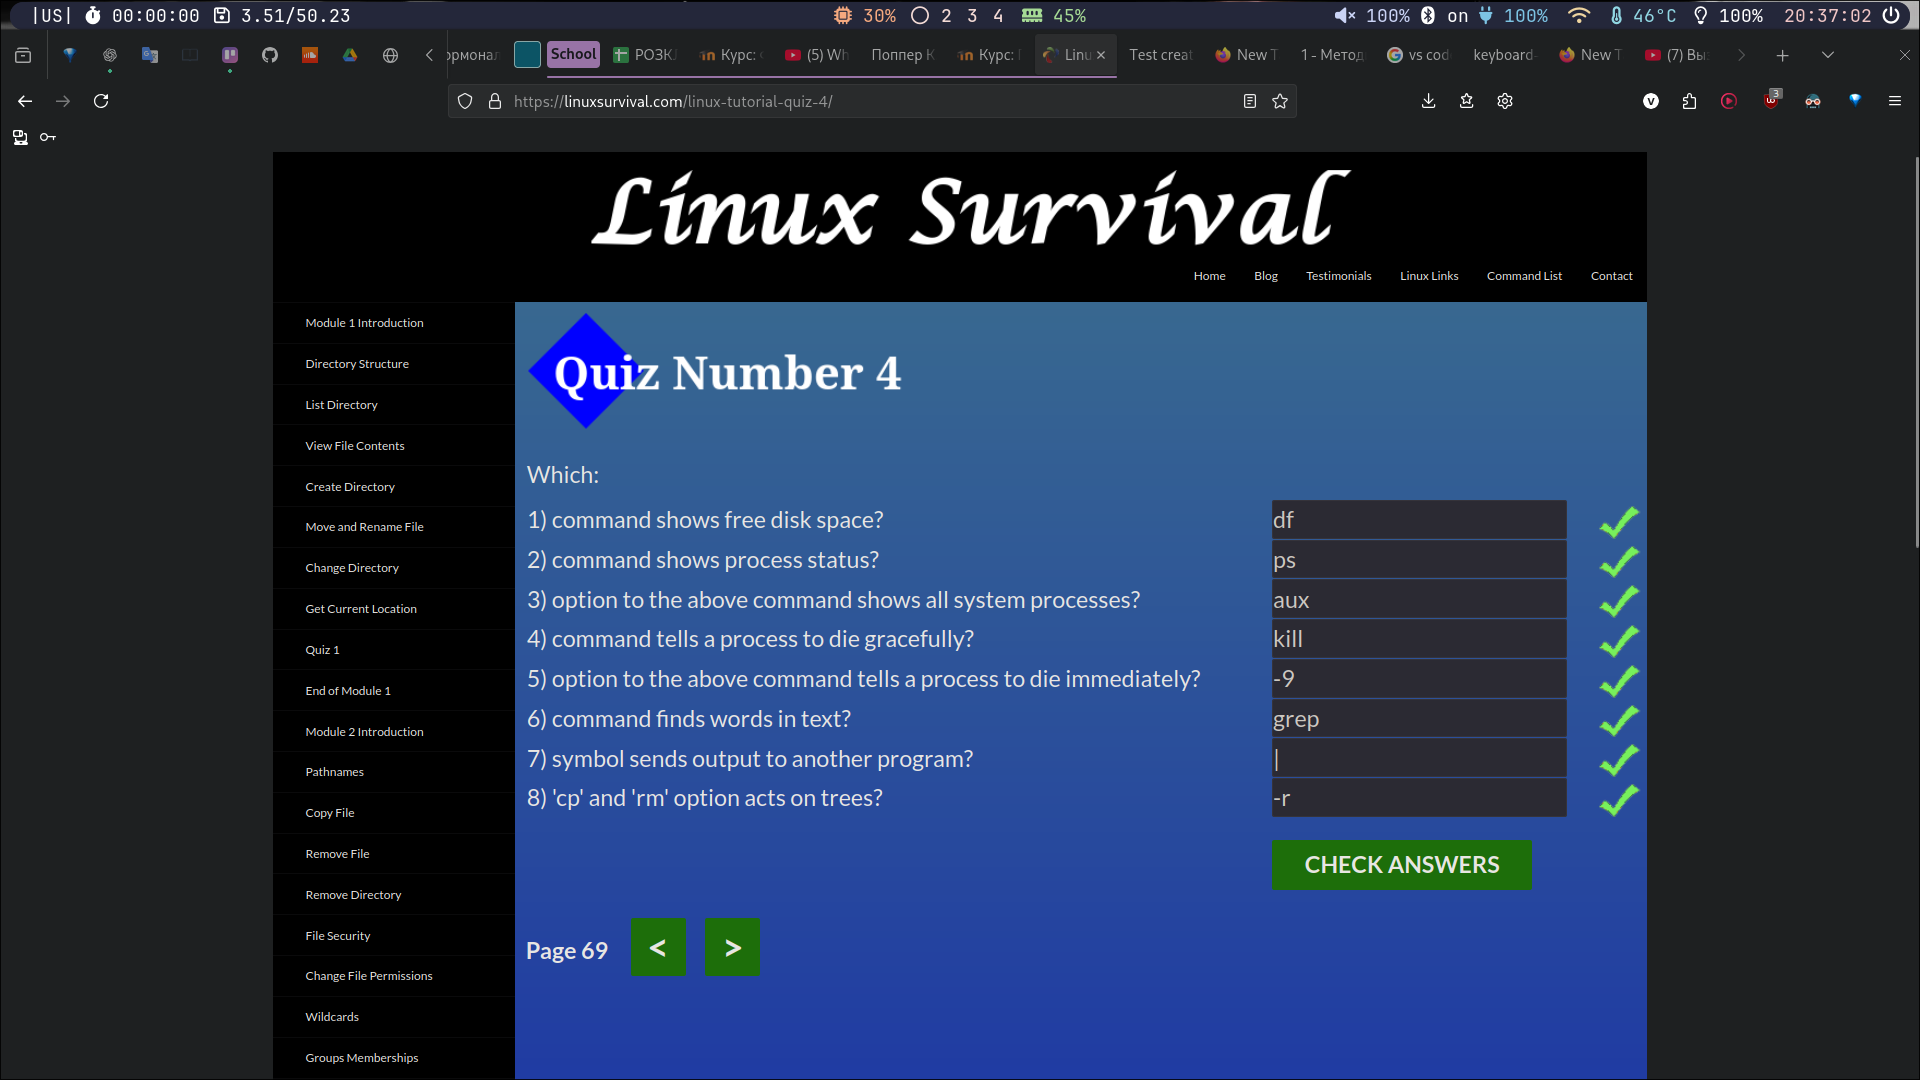 |US| 00:00:00 3.51/50.23 30% 2 3 4 45% 100% on 100% 46°C 100% 20:37:02
School РОЗК Курс: (5) Wh Поппер К Курс: Linu Test creat New T 1 - Метод vs cod keyboard- New T (7) Вы
https://linuxsurvival.com/linux-tutorial-quiz-4/
3
Linux Survival
Home Blog Testimonials Linux Links Command List Contact
Module 1 Introduction
Directory Structure
List Directory
View File Contents
Create Directory
Move and Rename File
Change Directory
Get Current Location
Quiz 1
End of Module 1
Module 2 Introduction
Pathnames
Copy File
Remove File
Remove Directory
File Security
Change File Permissions
Wildcards
Groups Memberships
Quiz Number 4
Which:
1) command shows free disk space? df
2) command shows process status? ps
3) option to the above command shows all system processes? aux
4) command tells a process to die gracefully? kill
5) option to the above command tells a process to die immediately? -9
6) command finds words in text? grep
7) symbol sends output to another program? |
8) 'cp' and 'rm' option acts on trees? -r
CHECK ANSWERS
Page 69 < >